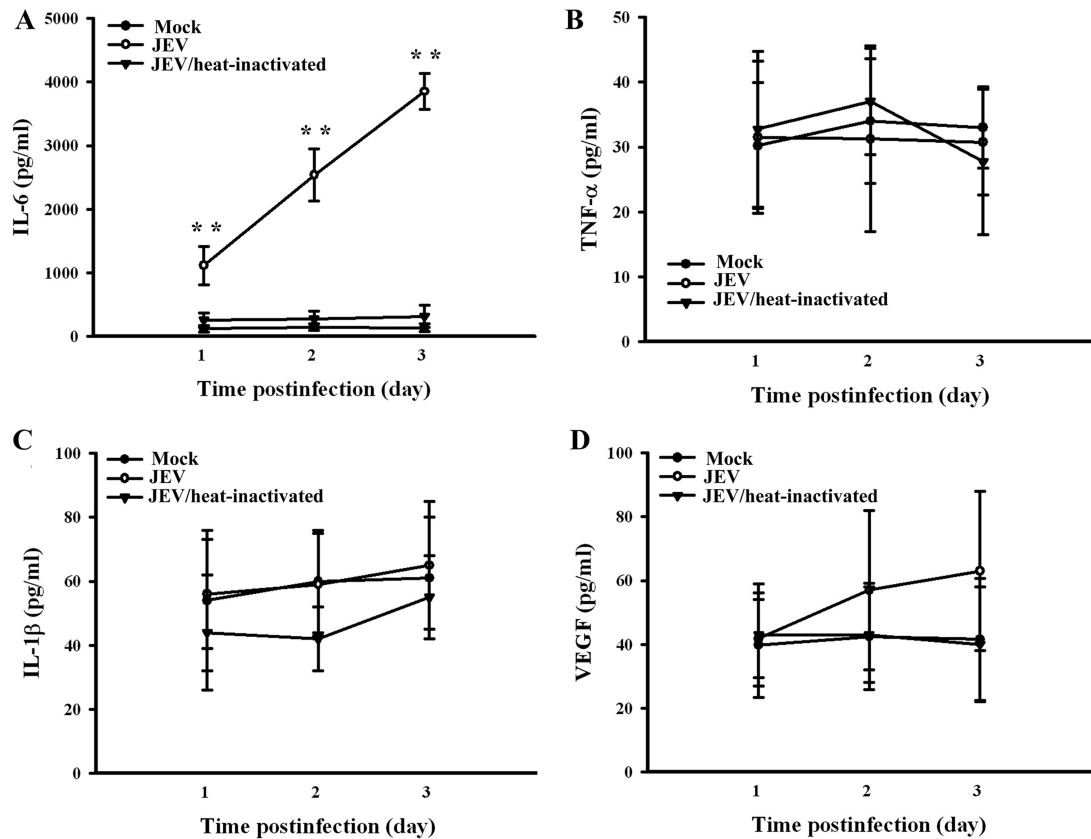 A
IL-6 (pg/ml)
5000
4000
3000
2000
1000
0
Mock
JEV
JEV/heat-inactivated
* *
* *
* *
1 2 3
Time postinfection (day)
B
TNF-α (pg/ml)
50
40
30
20
10
0
Mock
JEV
JEV/heat-inactivated
1 2 3
Time postinfection (day)
C
IL-1β (pg/ml)
100
80
60
40
20
0
Mock
JEV
JEV/heat-inactivated
1 2 3
Time postinfection (day)
D
VEGF (pg/ml)
100
80
60
40
20
0
Mock
JEV
JEV/heat-inactivated
1 2 3
Time postinfection (day)